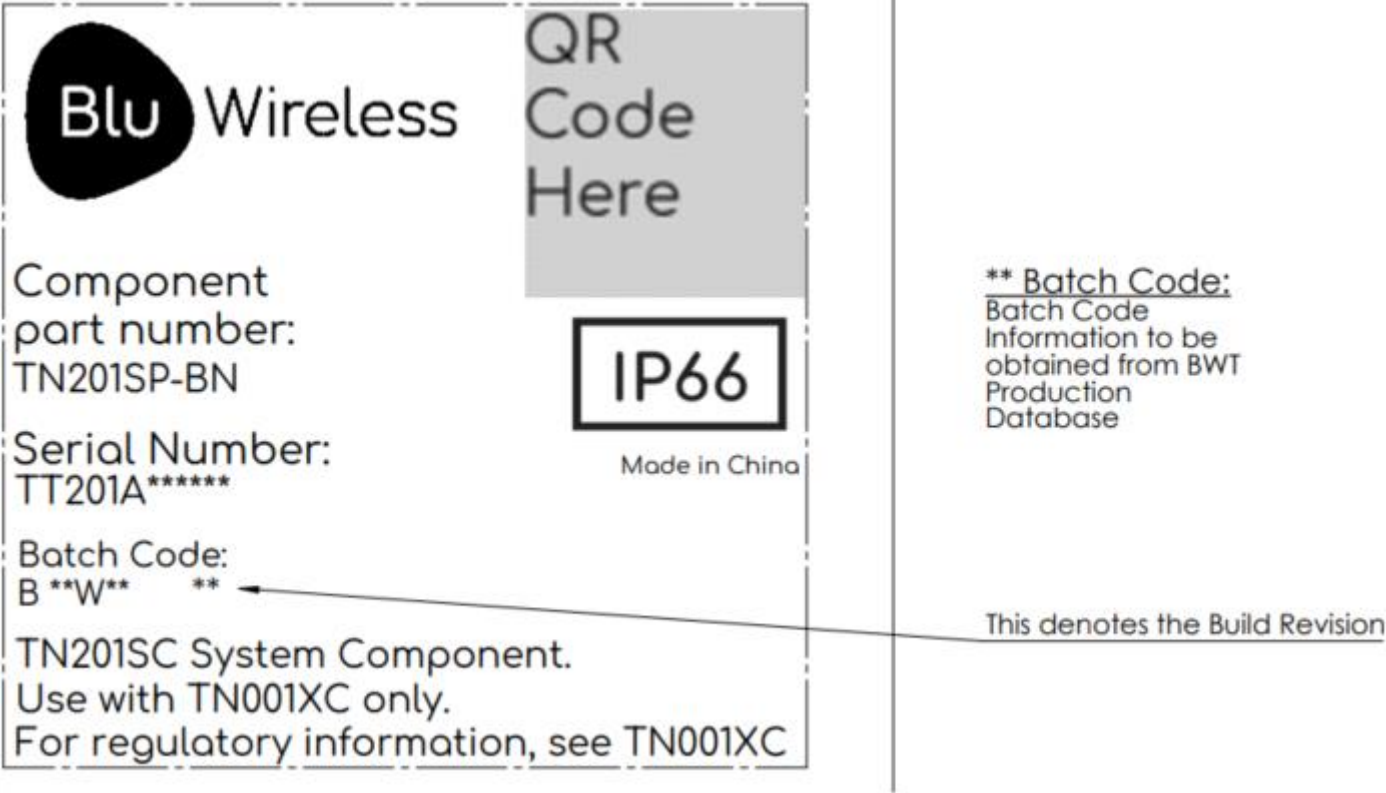 Blu Wireless
QR
Code
Here
Component
part number:
TN201SP-BN
IP66
Serial Number:
TT201A******
Made in China
Batch Code:
B **W** **
TN201SC System Component.
Use with TN001XC only.
For regulatory information, see TN001XC
** Batch Code:
Batch Code
Information to be
obtained from BWT
Production
Database
This denotes the Build Revision